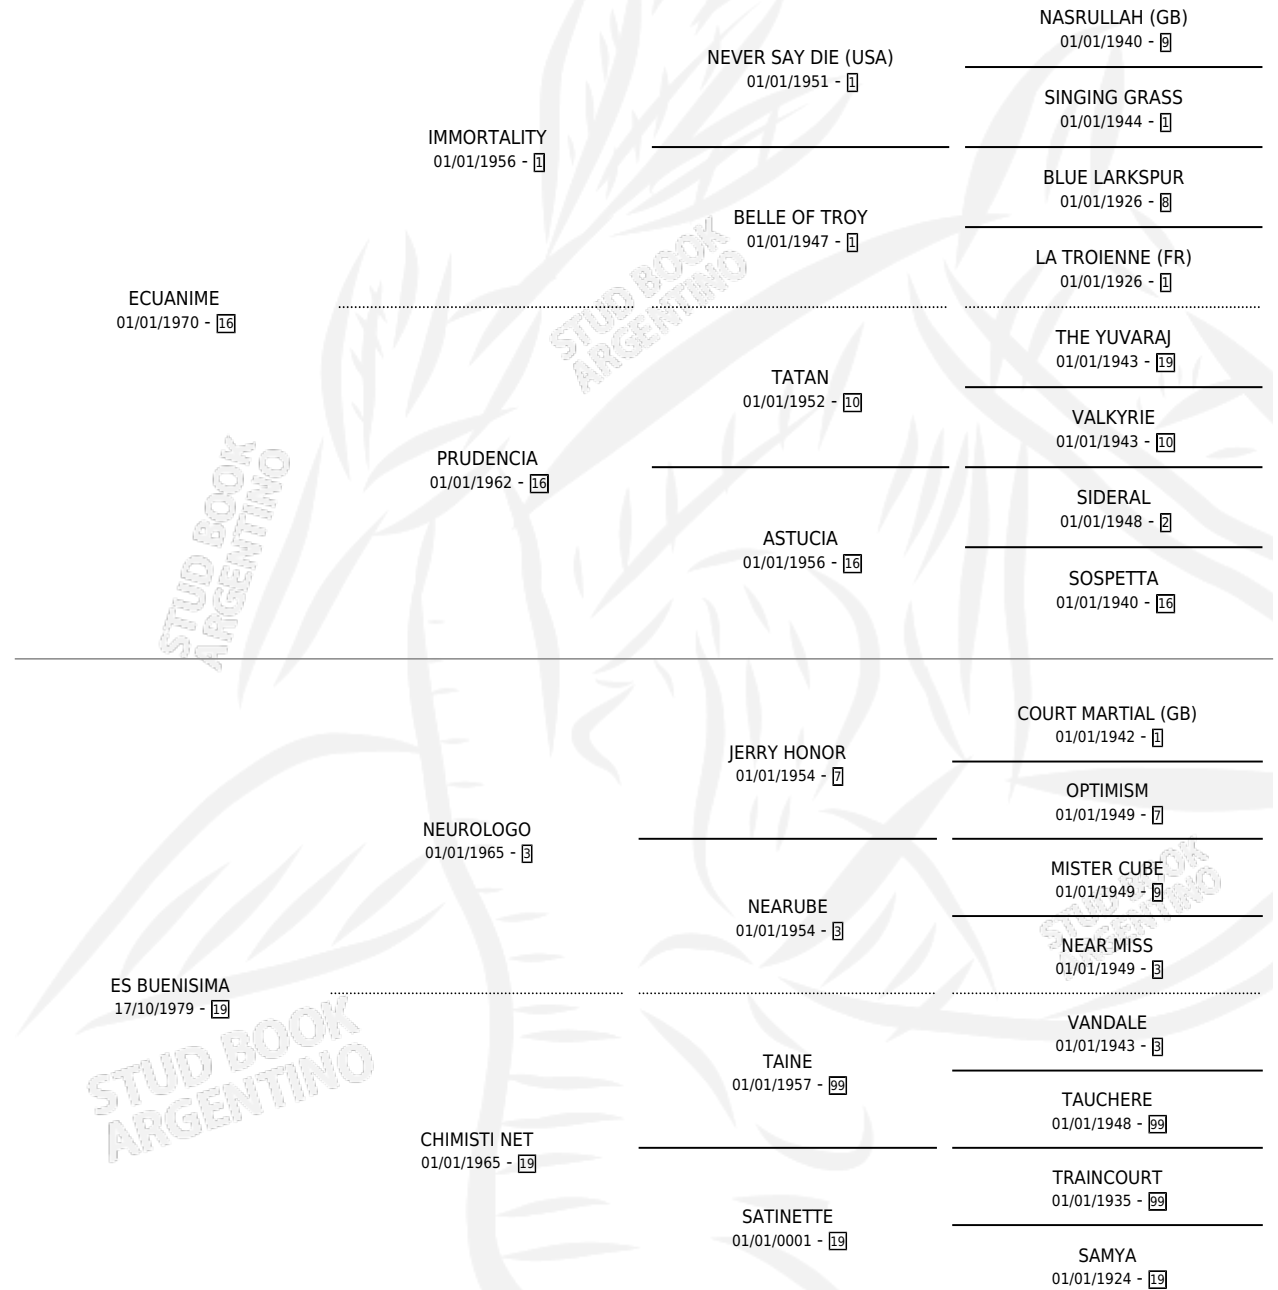 NASRULLAH (GB)
01/01/1940 - 9
NEVER SAY DIE (USA)
01/01/1951 - 1
SINGING GRASS
01/01/1944 - 1
IMMORTALITY
01/01/1956 - 1
BLUE LARKSPUR
01/01/1926 - 8
BELLE OF TROY
01/01/1947 - 1
LA TROIENNE (FR)
01/01/1926 - 1
ECUANIME
01/01/1970 - 16
THE YUVARAJ
01/01/1943 - 19
TATAN
01/01/1952 - 10
VALKYRIE
01/01/1943 - 10
PRUDENCIA
01/01/1962 - 16
SIDERAL
01/01/1948 - 2
ASTUCIA
01/01/1956 - 16
SOSPETTA
01/01/1940 - 16
COURT MARTIAL (GB)
01/01/1942 - 1
JERRY HONOR
01/01/1954 - 7
OPTIMISM
01/01/1949 - 7
NEUROLOGO
01/01/1965 - 3
MISTER CUBE
01/01/1949 - 9
NEARUBE
01/01/1954 - 3
NEAR MISS
01/01/1949 - 3
ES BUENISIMA
17/10/1979 - 19
VANDALE
01/01/1943 - 3
TAINE
01/01/1957 - 99
TAUCHERE
01/01/1948 - 99
CHIMISTI NET
01/01/1965 - 19
TRAINCOURT
01/01/1935 - 99
SATINETTE
01/01/0001 - 19
SAMYA
01/01/1924 - 19
STUD BOOK
ARGENTINO
STUD BOOK
ARGENTINO
STUD BOOK
ARGENTINO
STUD BOOK
ARGENTINO